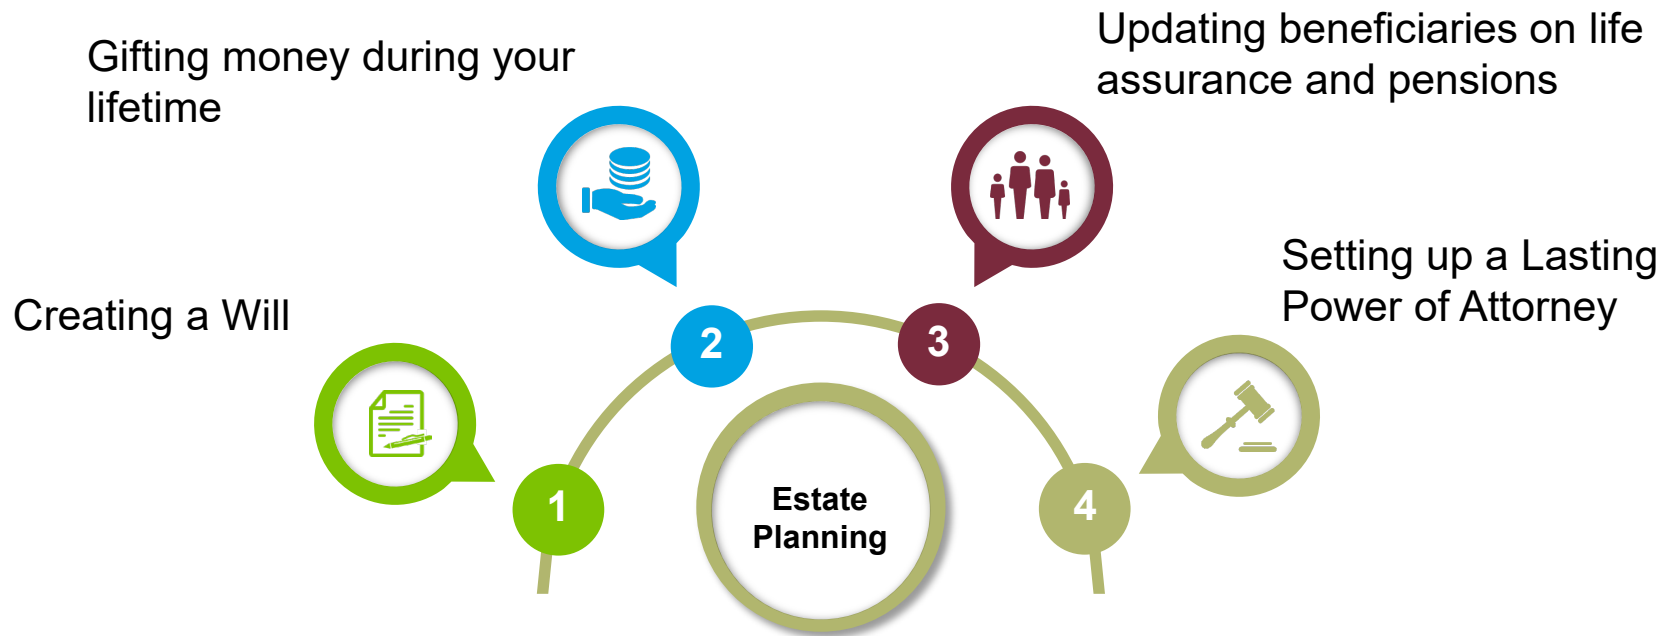 Creating a Will
1
Gifting money during your
lifetime
2
Updating beneficiaries on life
assurance and pensions
3
Setting up a Lasting
Power of Attorney
4
Estate
Planning